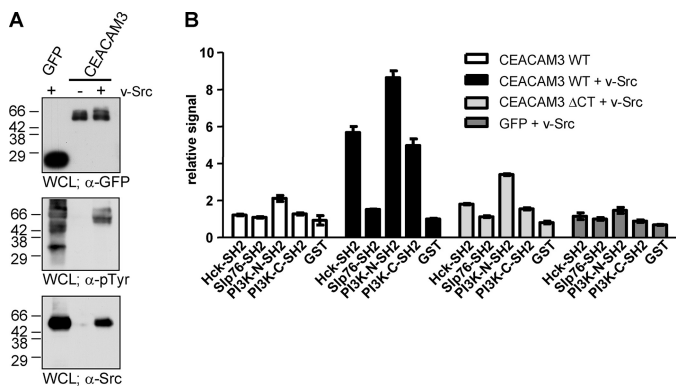 A
GFP
CEACAM3
+ - + v-Src
66
42
38
29
WCL; α-GFP
66
42
38
29
WCL; α-pTyr
66
42
38
29
WCL; α-Src
B
relative signal
10
8
6
4
2
0
CEACAM3 WT
CEACAM3 WT + v-Src
CEACAM3 ΔCT + v-Src
GFP + v-Src
Hck-SH2
Slp76-SH2
PI3K-N-SH2
PI3K-C-SH2
GST
Hck-SH2
Slp76-SH2
PI3K-N-SH2
PI3K-C-SH2
GST
Hck-SH2
Slp76-SH2
PI3K-N-SH2
PI3K-C-SH2
GST
Hck-SH2
Slp76-SH2
PI3K-N-SH2
PI3K-C-SH2
GST